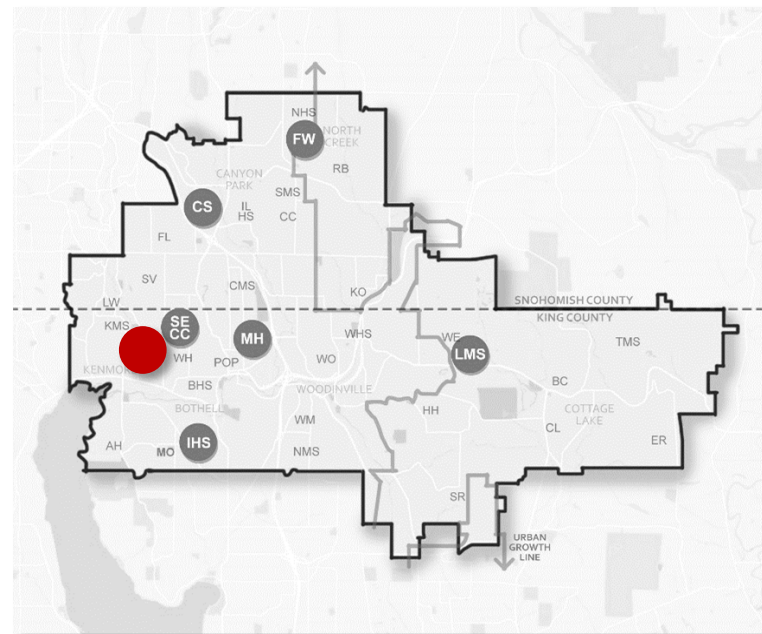 NHS
FW
NORTH
CREEK
RB
CANYON
PARK
SMS
CS
IL
HS
CC
FL
SV
CMS
KO
LW
SNOHOMISH COUNTY
KING COUNTY
KMS
SE
CC
MH
WHS
WE
LMS
TMS
KENMOR
WH
POP
WO
BHS
WOODINVILLE
BC
BOTHELL
HH
COTTAGE
LAKE
WM
CL
AH
MO
IHS
NMS
ER
SR
URBAN
GROWTH
LINE